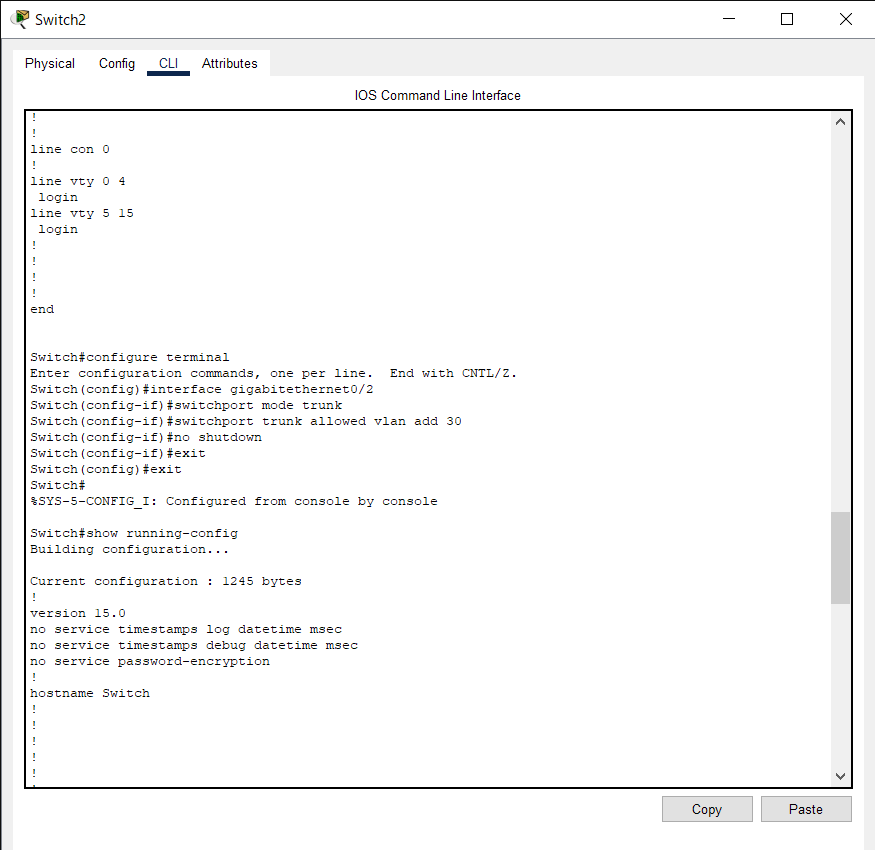 Switch2
Physical Config CLI Attributes
IOS Command Line Interface
!
!
line con 0
!
line vty 0 4
 login
line vty 5 15
 login
!
!
!
!
end
Switch#configure terminal
Enter configuration commands, one per line.  End with CNTL/Z.
Switch(config)#interface gigabitethernet0/2
Switch(config-if)#switchport mode trunk
Switch(config-if)#switchport trunk allowed vlan add 30
Switch(config-if)#no shutdown
Switch(config-if)#exit
Switch(config)#exit
Switch#
%SYS-5-CONFIG_I: Configured from console by console
Switch#show running-config
Building configuration...
Current configuration : 1245 bytes
!
version 15.0
no service timestamps log datetime msec
no service timestamps debug datetime msec
no service password-encryption
!
hostname Switch
!
!
!
!
!
!
Copy Paste